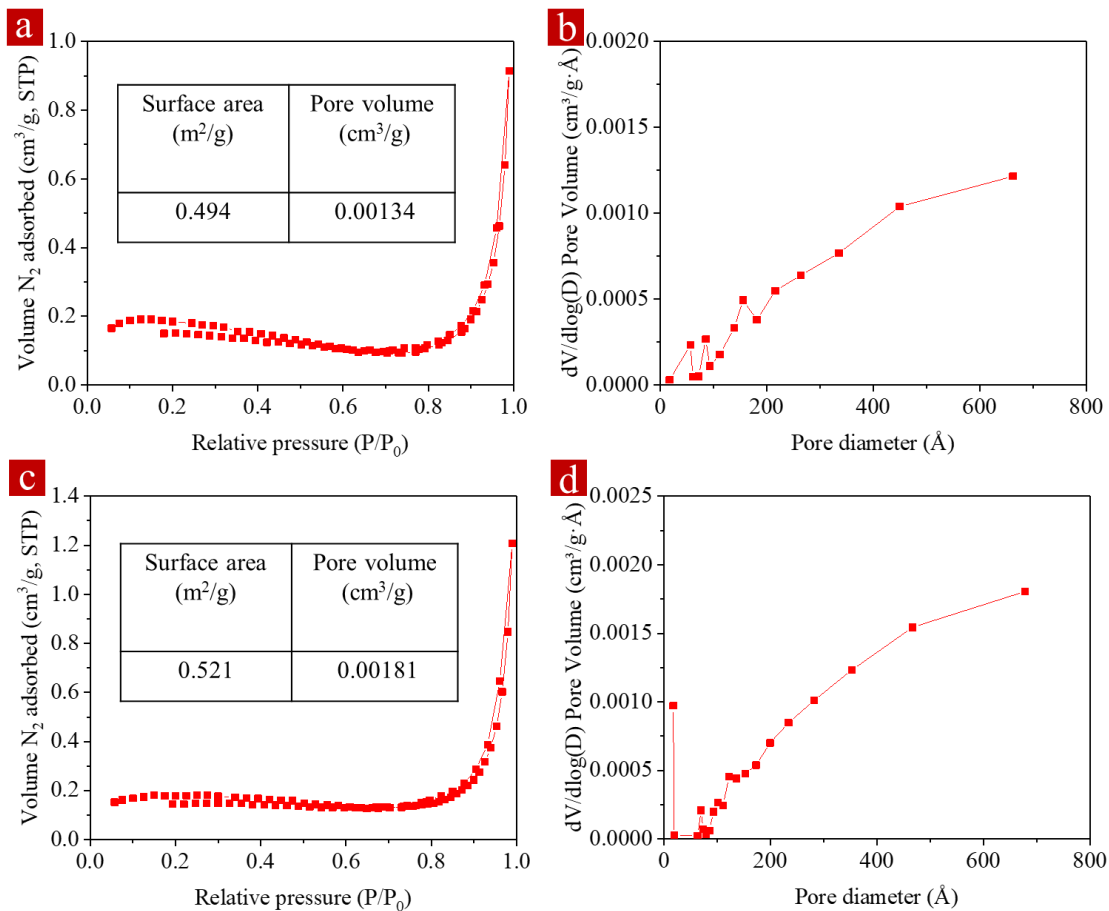 a
Volume N₂ adsorbed (cm³/g, STP)
1.0
0.8
0.6
0.4
0.2
0.0
Surface area
(m²/g)
Pore volume
(cm³/g)
0.494
0.00134
0.0
0.2
0.4
0.6
0.8
1.0
Relative pressure (P/P₀)
b
dV/dlog(D) Pore Volume (cm³/g·Å)
0.0020
0.0015
0.0010
0.0005
0.0000
0
200
400
600
800
Pore diameter (Å)
c
Volume N₂ adsorbed (cm³/g, STP)
1.4
1.2
1.0
0.8
0.6
0.4
0.2
0.0
Surface area
(m²/g)
Pore volume
(cm³/g)
0.521
0.00181
0.0
0.2
0.4
0.6
0.8
1.0
Relative pressure (P/P₀)
d
dV/dlog(D) Pore Volume (cm³/g·Å)
0.0025
0.0020
0.0015
0.0010
0.0005
0.0000
0
200
400
600
800
Pore diameter (Å)